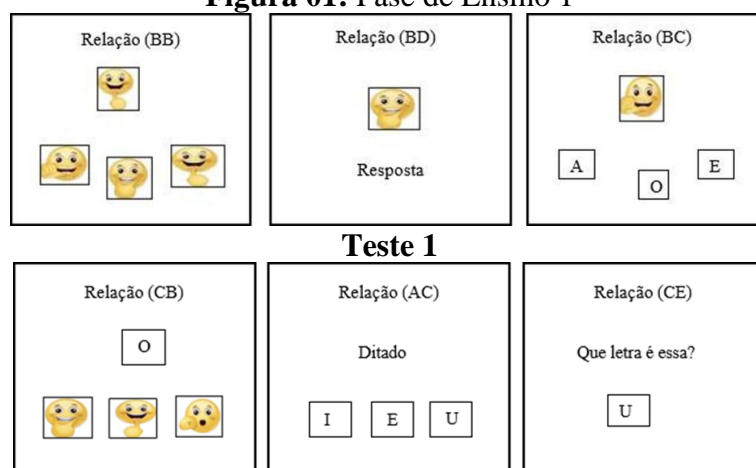 Figura 01: Fase de Ensino 1
Relação (BB)
Relação (BD)
Resposta
Relação (BC)
A
O
E
Teste 1
Relação (CB)
O
Relação (AC)
Ditado
I
E
U
Relação (CE)
Que letra é essa?
U